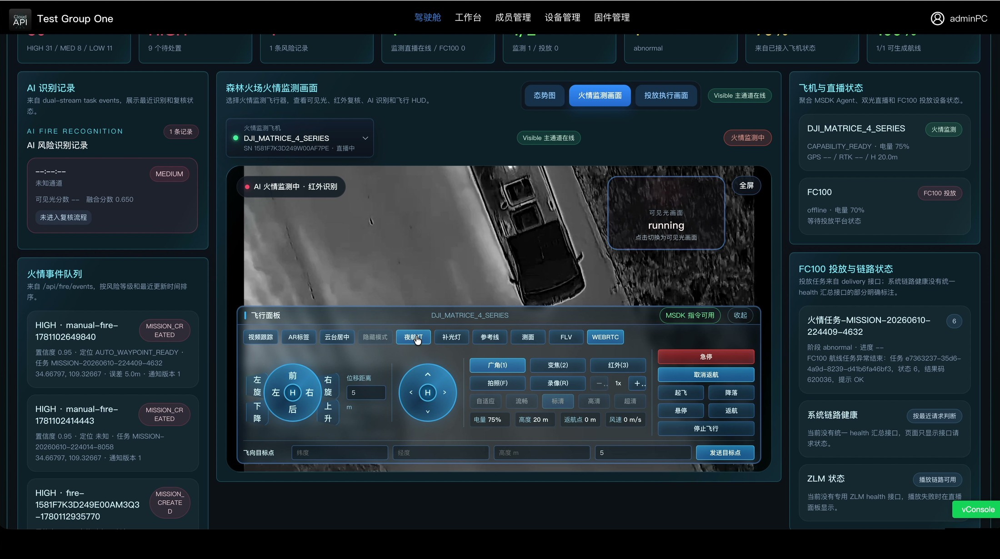 Cloud API
Test Group One
驾驶舱 工作台 成员管理 设备管理 固件管理
adminPC
HIGH 31 / MED 8 / LOW 11
9 个待处置
1 条风险记录
监测直播在线 / FC100 0
监测 1 / 投放 0
abnormal
来自已接入飞机状态
1/1 可生成航线
AI 识别记录
来自 dual-stream task events，展示最近识别和复核状
态。
AI FIRE RECOGNITION
1 条记录
AI 风险识别记录
--:--:--
MEDIUM
未知通道
可见光分数 -- 融合分数 0.650
未进入复核流程
火情事件队列
来自 /api/fire/events，按风险等级和最近更新时间排
序。
HIGH · manual-fire-
1781102649840
MISSION_CR
EATED
置信度 0.95 · 定位 AUTO_WAYPOINT_READY ·
任务 MISSION-20260610-224409-4632
34.66797, 109.32667 · 误差 5.0m · 通知版本 1
HIGH · manual-fire-
1781102414443
MISSION_CR
EATED
置信度 0.95 · 定位 未知 · 任务 MISSION-
20260610-224014-8058
34.66797, 109.32667 · 通知版本 1
HIGH · fire-
1581F7K3D249E00AM3Q3
-1780112935770
MISSION_
CREATE
D
森林火场火情监测画面
选择火情监测飞行器，查看可见光、红外复核、AI 识别和飞行 HUD。
态势图 火情监测画面 投放执行画面
Visible 主通道在线
火情监测飞机
DJI_MATRICE_4_SERIES
SN 1581F7K3D249W00AF7PE · 直播中
Visible 主通道在线
火情监测中
AI 火情监测中 · 红外识别
可见光画面
running
点击切换为可见光画面
全屏
飞行面板
DJI_MATRICE_4_SERIES
MSDK 指令可用
收起
视频跟踪 AR标签 云台居中 隐藏模式 夜航灯 补光灯 参考线 测面 FLV WEBRTC
左旋
下降
前
左 H 右
后
右旋
上升
位移距离
5
m
H
广角(1) 变焦(2) 红外(3)
拍照(F) 录像(R) -.. 1x +..
自适应 流畅 标清 高清 超清
电量 75% 高度 20 m 返航点 0 m 风速 0 m/s
急停
取消返航
起飞 降落
悬停 返航
停止飞行
飞向目标点 纬度 经度 高度 m 5 发送目标点
飞机与直播状态
聚合 MSDK Agent、双光直播和 FC100 投放设备状态。
DJI_MATRICE_4_SERIES
火情监测
CAPABILITY_READY · 电量 75%
GPS -- / RTK -- / H 20.0m
FC100
FC100 投放
offline · 电量 70%
等待投放平台状态
FC100 投放与链路状态
投放任务来自 delivery 接口；系统链路健康没有统一
health 汇总接口的部分明确标注。
火情任务-MISSION-20260610-
224409-4632
6
阶段 abnormal · 进度 --
FC100 航线任务异常结束：任务 e7363237-35d6-
4a9d-8239-d41b6fa46bf3，状态 6，结果码
620036，提示 OK
系统链路健康
按最近请求判断
当前没有统一 health 汇总接口，页面只显示接口请
求状态。
ZLM 状态
播放链路可用
当前没有专用 ZLM health 接口，播放失败时在直播
面板显示。
vConsole